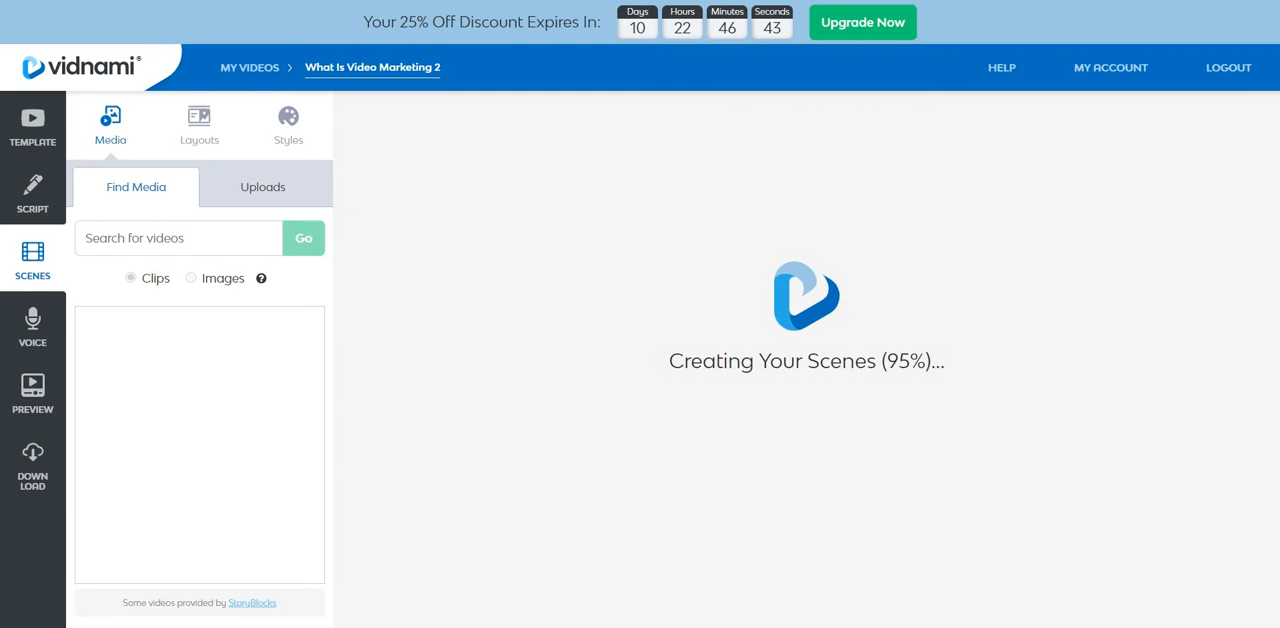 Your 25% Off Discount Expires In:
Days Hours Minutes Seconds
10 22 46 43
Upgrade Now
vidnami®
MY VIDEOS > What Is Video Marketing 2
HELP MY ACCOUNT LOGOUT
TEMPLATE
SCRIPT
SCENES
VOICE
PREVIEW
DOWN
LOAD
Media Layouts Styles
Find Media Uploads
Search for videos Go
Clips Images ?
Some videos provided by StoryBlocks
Creating Your Scenes (95%)...